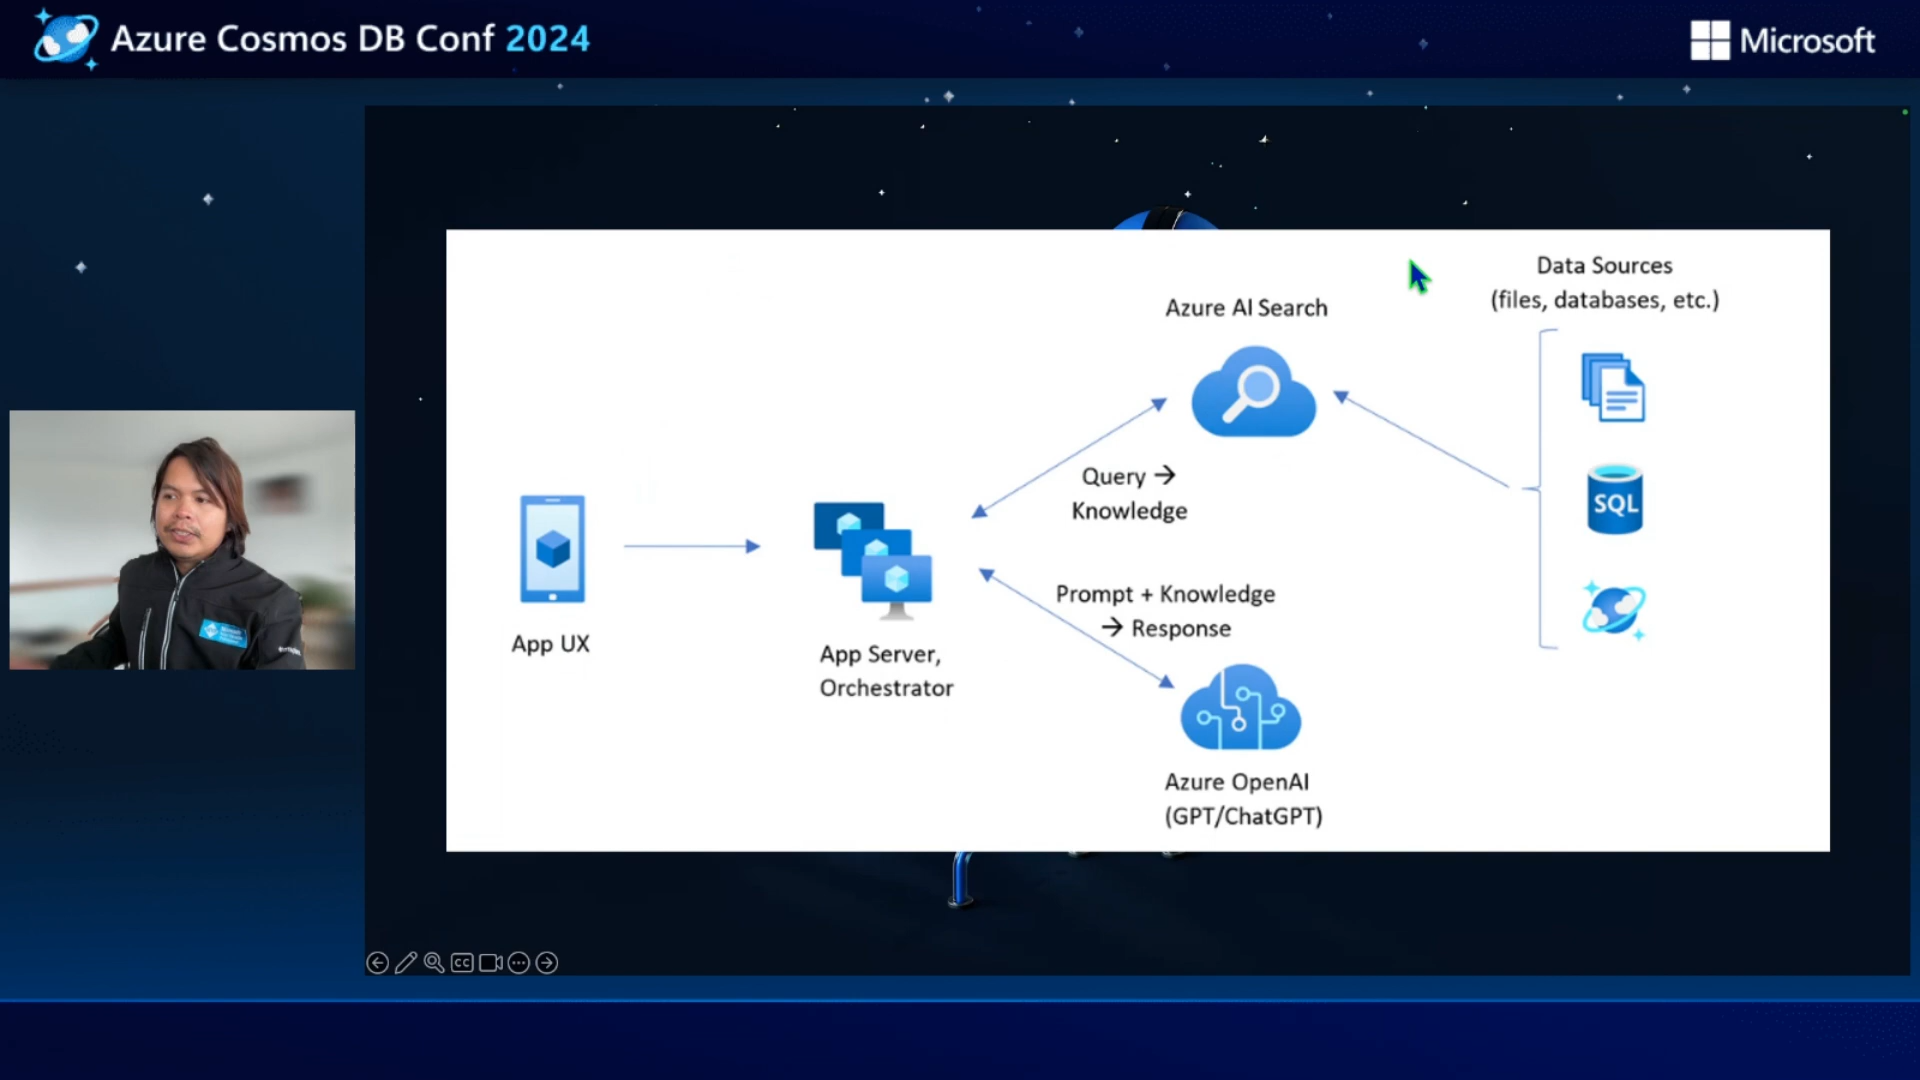 Azure Cosmos DB Conf 2024
Microsoft
Data Sources
(files, databases, etc.)
Azure AI Search
Query →
Knowledge
SQL
Prompt + Knowledge
→ Response
App UX
App Server,
Orchestrator
Azure OpenAI
(GPT/ChatGPT)
CC